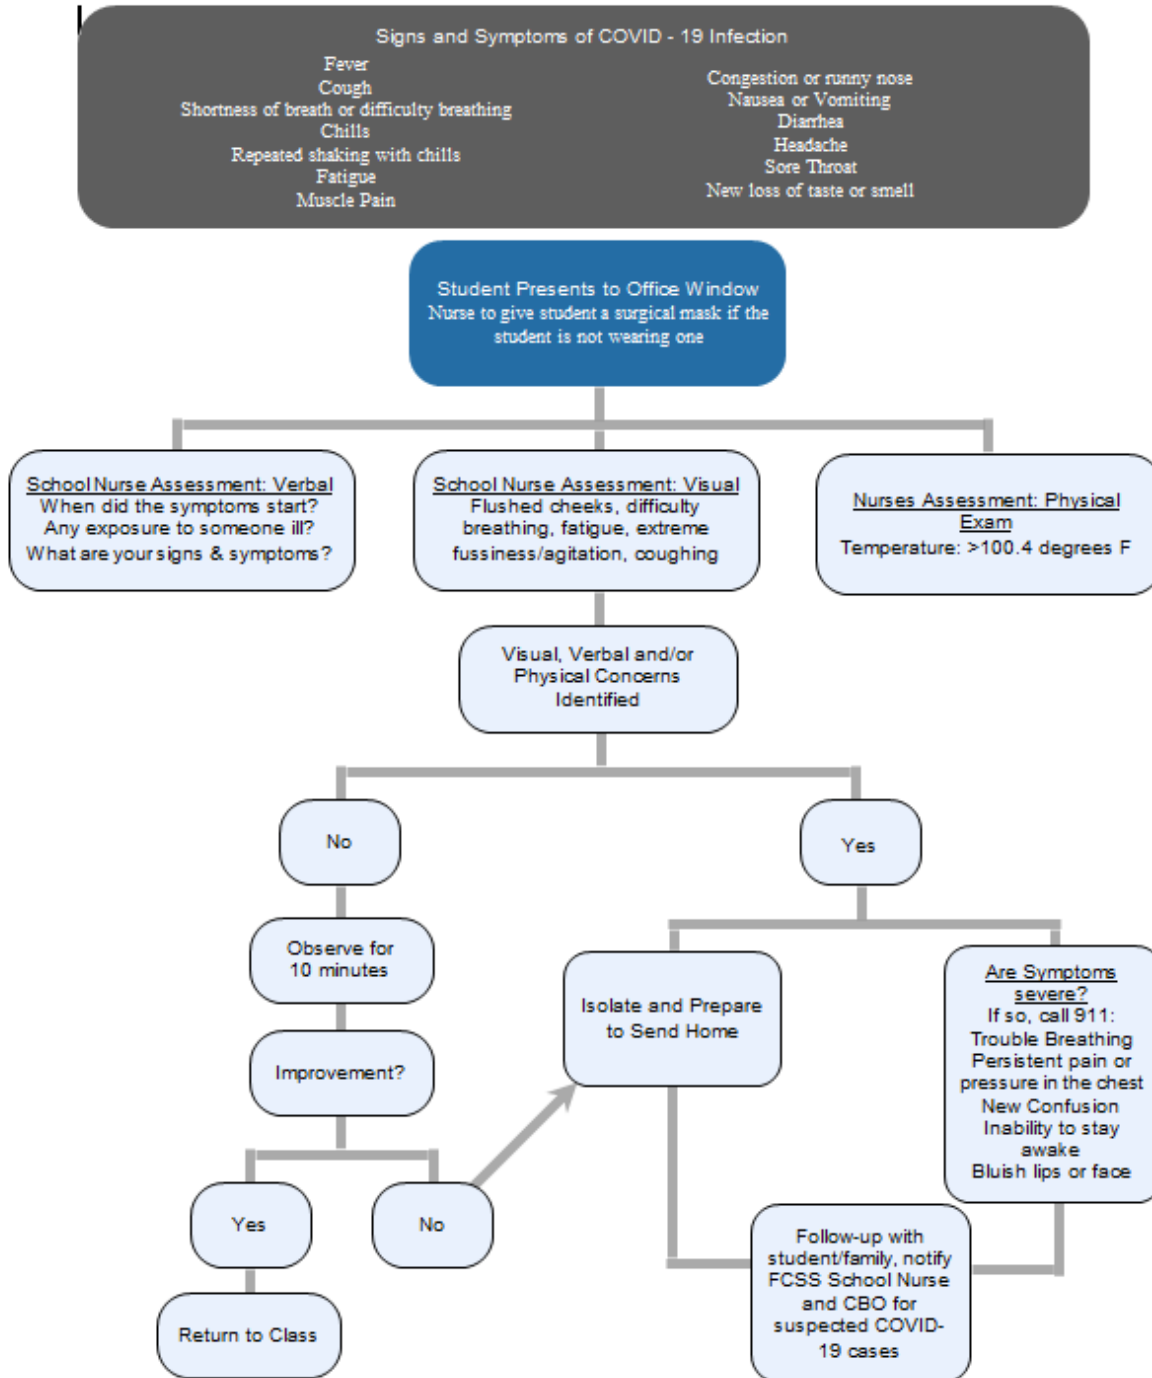 Signs and Symptoms of COVID - 19 Infection
Fever
Cough
Shortness of breath or difficulty breathing
Chills
Repeated shaking with chills
Fatigue
Muscle Pain
Congestion or runny nose
Nausea or Vomiting
Diarrhea
Headache
Sore Throat
New loss of taste or smell
Student Presents to Office Window
Nurse to give student a surgical mask if the
student is not wearing one
School Nurse Assessment: Verbal
When did the symptoms start?
Any exposure to someone ill?
What are your signs & symptoms?
School Nurse Assessment: Visual
Flushed cheeks, difficulty
breathing, fatigue, extreme
fussiness/agitation, coughing
Nurses Assessment: Physical
Exam
Temperature: >100.4 degrees F
Visual, Verbal and/or
Physical Concerns
Identified
No
Yes
Observe for
10 minutes
Improvement?
Yes
No
Return to Class
Isolate and Prepare
to Send Home
Are Symptoms
severe?
If so, call 911:
Trouble Breathing
Persistent pain or
pressure in the chest
New Confusion
Inability to stay
awake
Bluish lips or face
Follow-up with
student/family, notify
FCSS School Nurse
and CBO for
suspected COVID-
19 cases